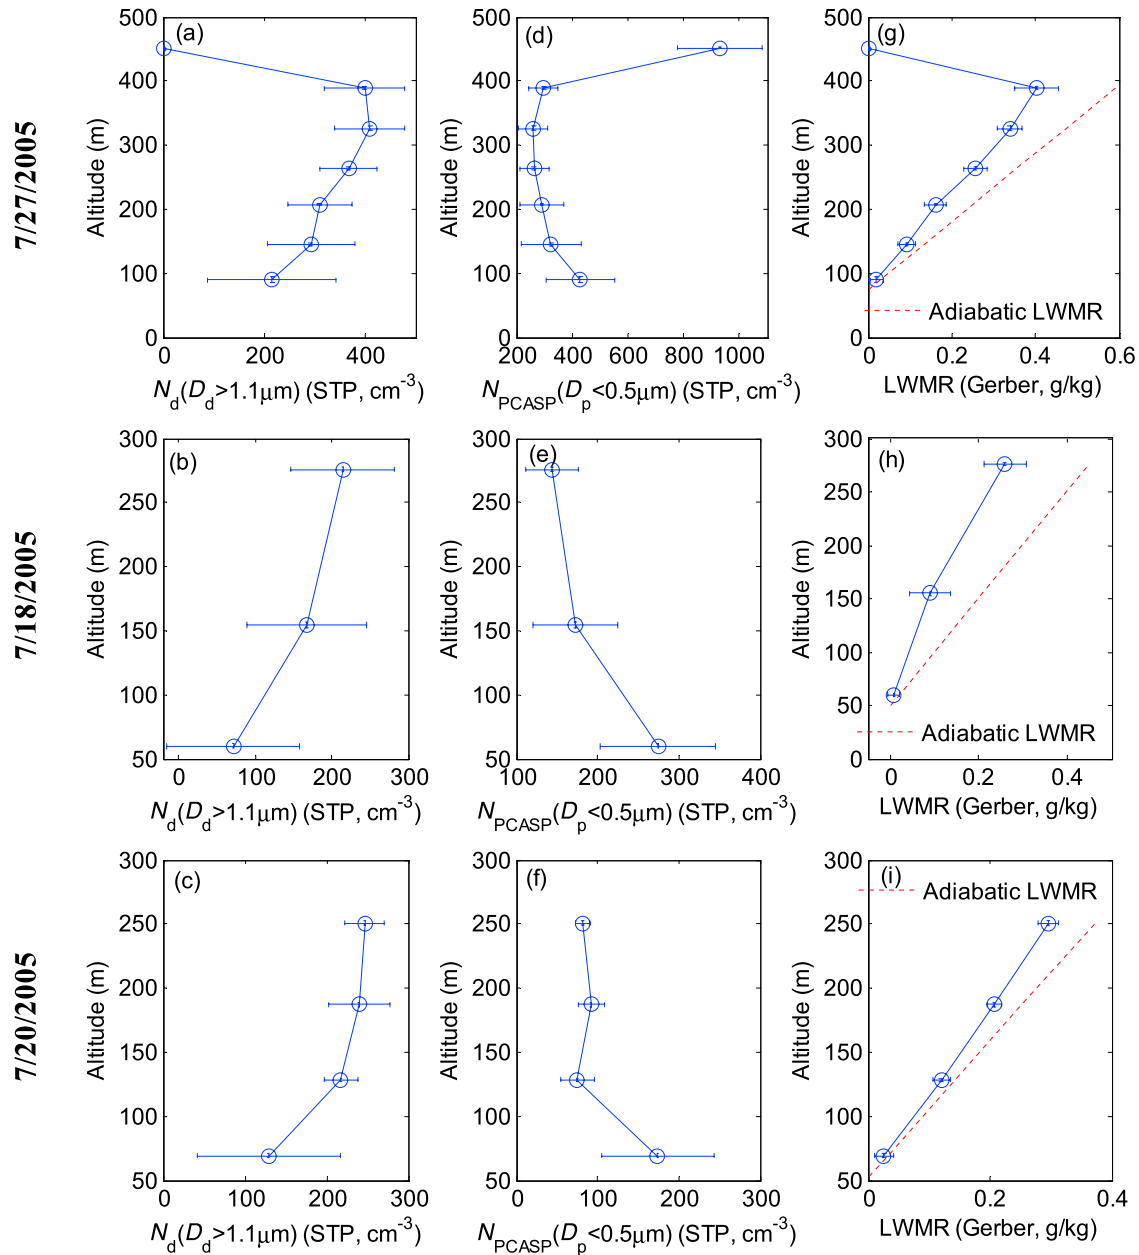 7/27/2005
(a)
500
400
300
200
100
0
Altitude (m)
0 200 400
N_d(D_d>1.1μm) (STP, cm⁻³)
(d)
500
400
300
200
100
0
Altitude (m)
200 400 600 800 1000
N_PCASP(D_p<0.5μm) (STP, cm⁻³)
(g)
500
400
300
200
100
0
Altitude (m)
Adiabatic LWMR
0 0.2 0.4 0.6
LWMR (Gerber, g/kg)
7/18/2005
(b)
300
250
200
150
100
50
Altitude (m)
0 100 200 300
N_d(D_d>1.1μm) (STP, cm⁻³)
(e)
300
250
200
150
100
50
Altitude (m)
100 200 300 400
N_PCASP(D_p<0.5μm) (STP, cm⁻³)
(h)
300
250
200
150
100
50
0
Altitude (m)
Adiabatic LWMR
0 0.2 0.4
LWMR (Gerber, g/kg)
7/20/2005
(c)
300
250
200
150
100
50
Altitude (m)
0 100 200 300
N_d(D_d>1.1μm) (STP, cm⁻³)
(f)
300
250
200
150
100
50
Altitude (m)
0 100 200 300
N_PCASP(D_p<0.5μm) (STP, cm⁻³)
(i)
Adiabatic LWMR
300
250
200
150
100
50
Altitude (m)
0 0.2 0.4
LWMR (Gerber, g/kg)